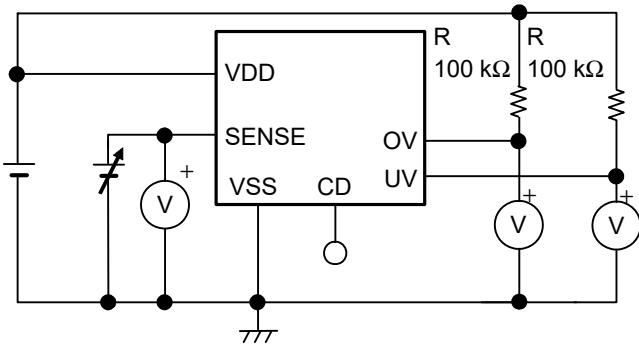 R R
100 kΩ 100 kΩ
VDD
SENSE OV
UV
VSS CD
+ + +
V V V